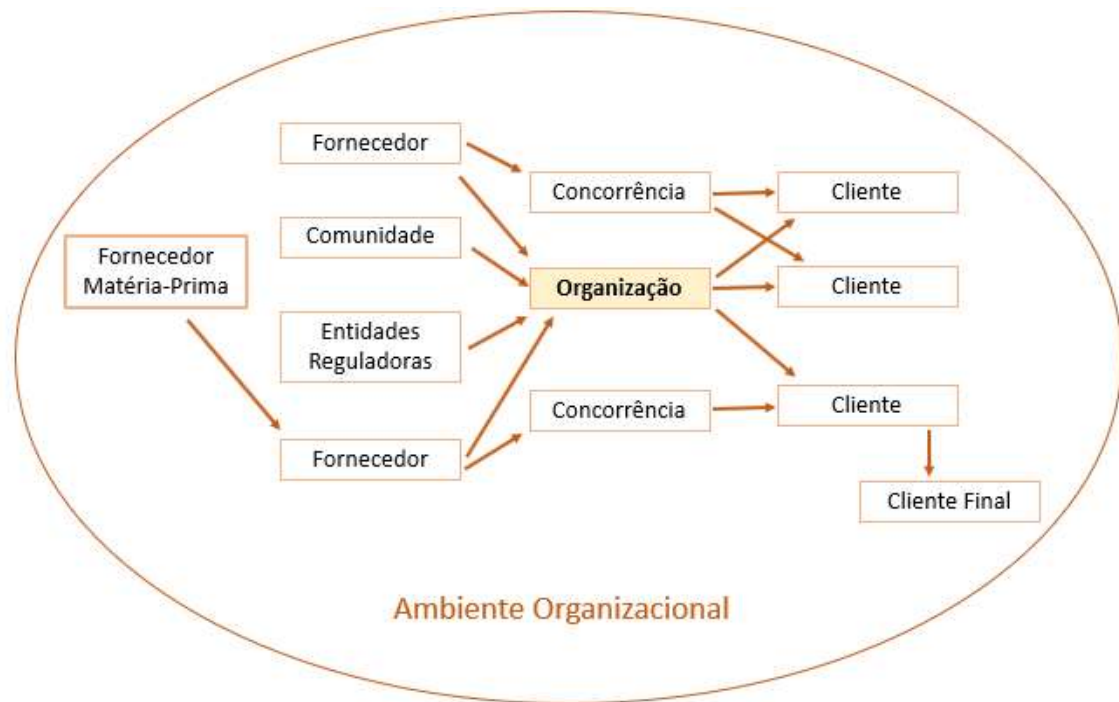 Fornecedor
Concorrência
Cliente
Comunidade
Fornecedor
Matéria-Prima
Organização
Cliente
Entidades
Reguladoras
Concorrência
Cliente
Fornecedor
Cliente Final
Ambiente Organizacional